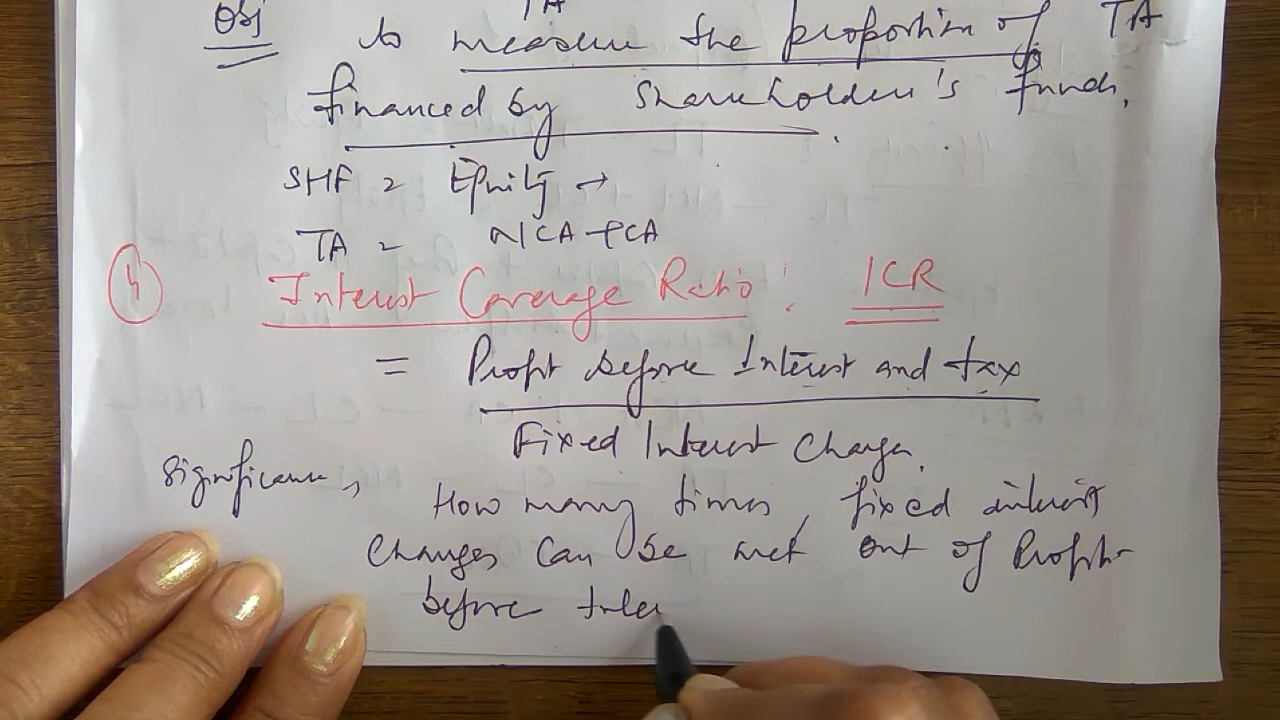 Obj TA
to measure the proportion of TA
financed by Shareholder's funds.
SHF = Equity →
TA = NCA + CA
4 Interest Coverage Ratio : ICR
= Profit before Interest and tax
Fixed Interest Charges.
Significance, How many times, fixed interest
charges can be met out of Profit
before Inte